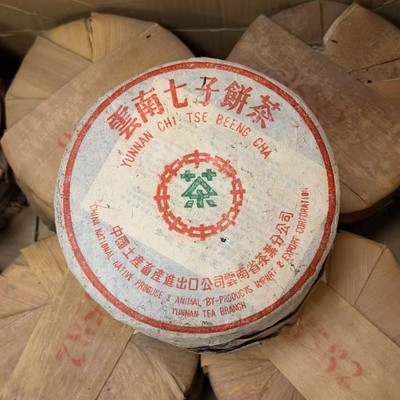 雲南七子餅茶
YUNNAN CHI TSE BEENG CHA
茶
中國土產畜產進出口公司雲南省茶葉分公司
CHINA NATIONAL NATIVE PRODUCE & ANIMAL BY-PRODUCTS IMPORT & EXPORT CORPORATION
YUNNAN TEA BRANCH